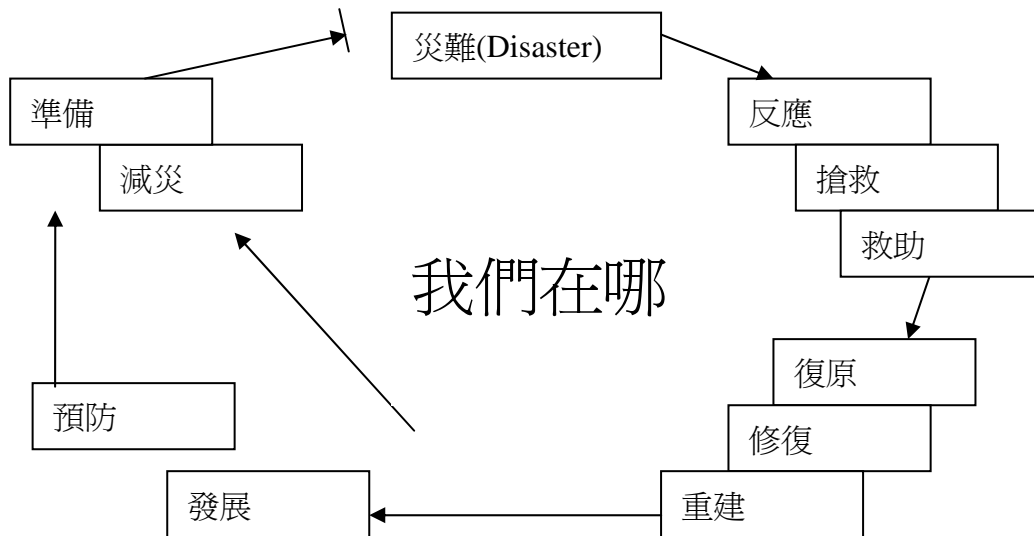 災難(Disaster)
反應
搶救
救助
復原
修復
重建
發展
預防
減災
準備
我們在哪